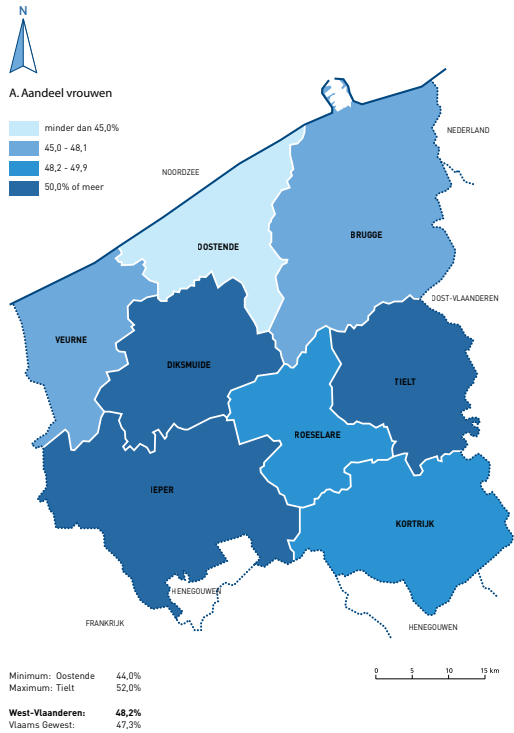 N
A. Aandeel vrouwen
minder dan 45,0%
45,0 - 48,1
48,2 - 49,9
50,0% of meer
NEDERLAND
NOORDZEE
BRUGGE
OOSTENDE
OOST-VLAANDEREN
VEURNE
DIKSMUIDE
TIELT
ROESELARE
IEPER
KORTRIJK
HENEGOUWEN
FRANKRIJK
HENEGOUWEN
0 5 10 15 km
Minimum: Oostende 44,0%
Maximum: Tielt 52,0%
West-Vlaanderen: 48,2%
Vlaams Gewest: 47,3%